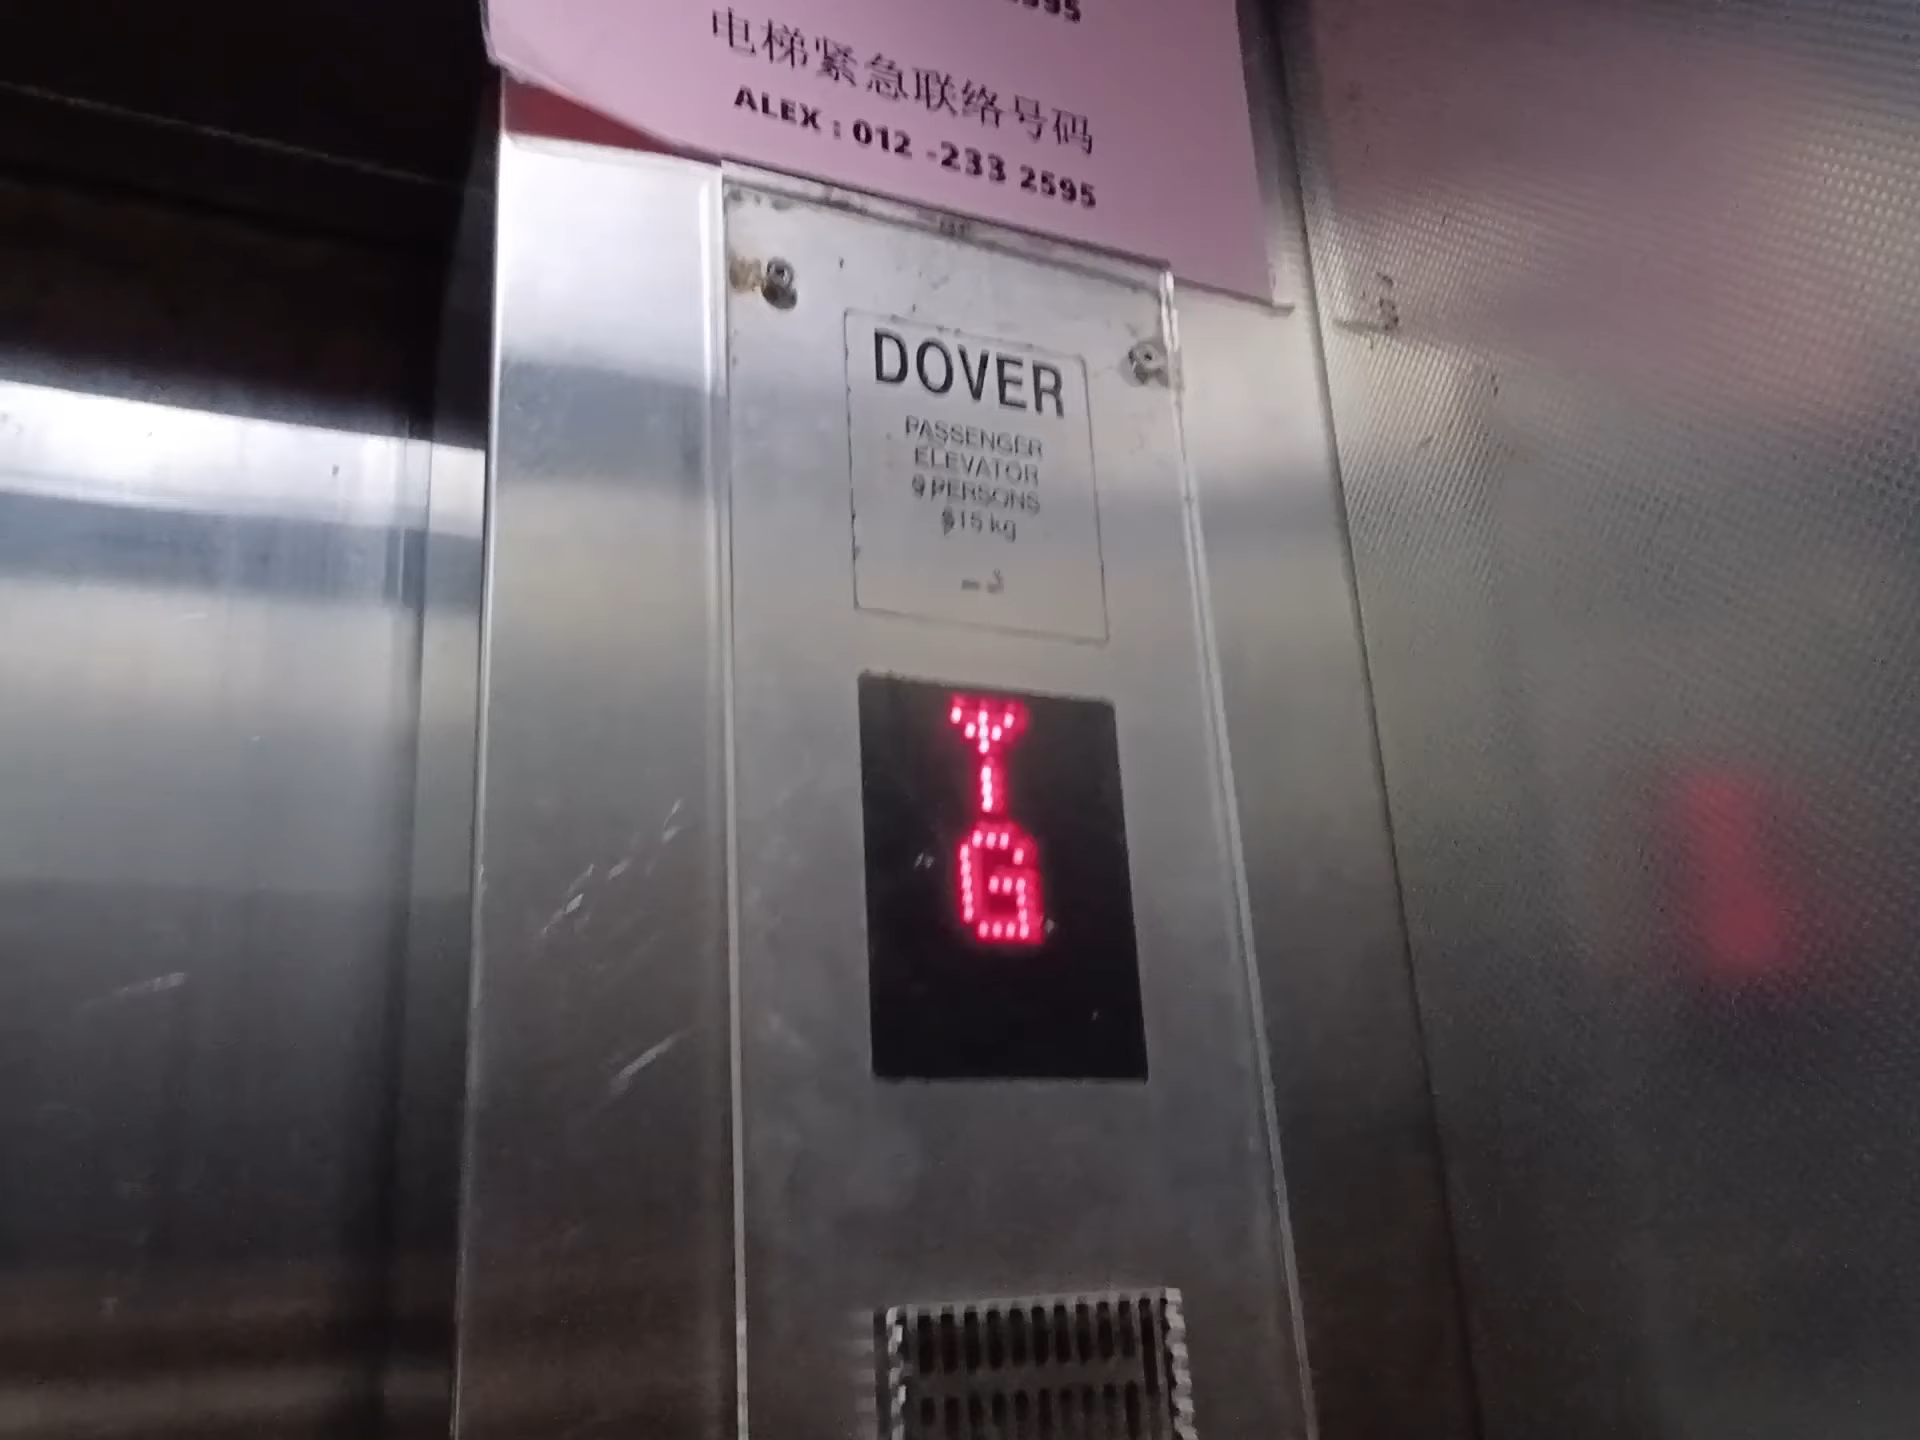 电梯紧急联络号码
ALEX : 012 -233 2595
DOVER
PASSENGER
ELEVATOR
9 PERSONS
615 kg
G